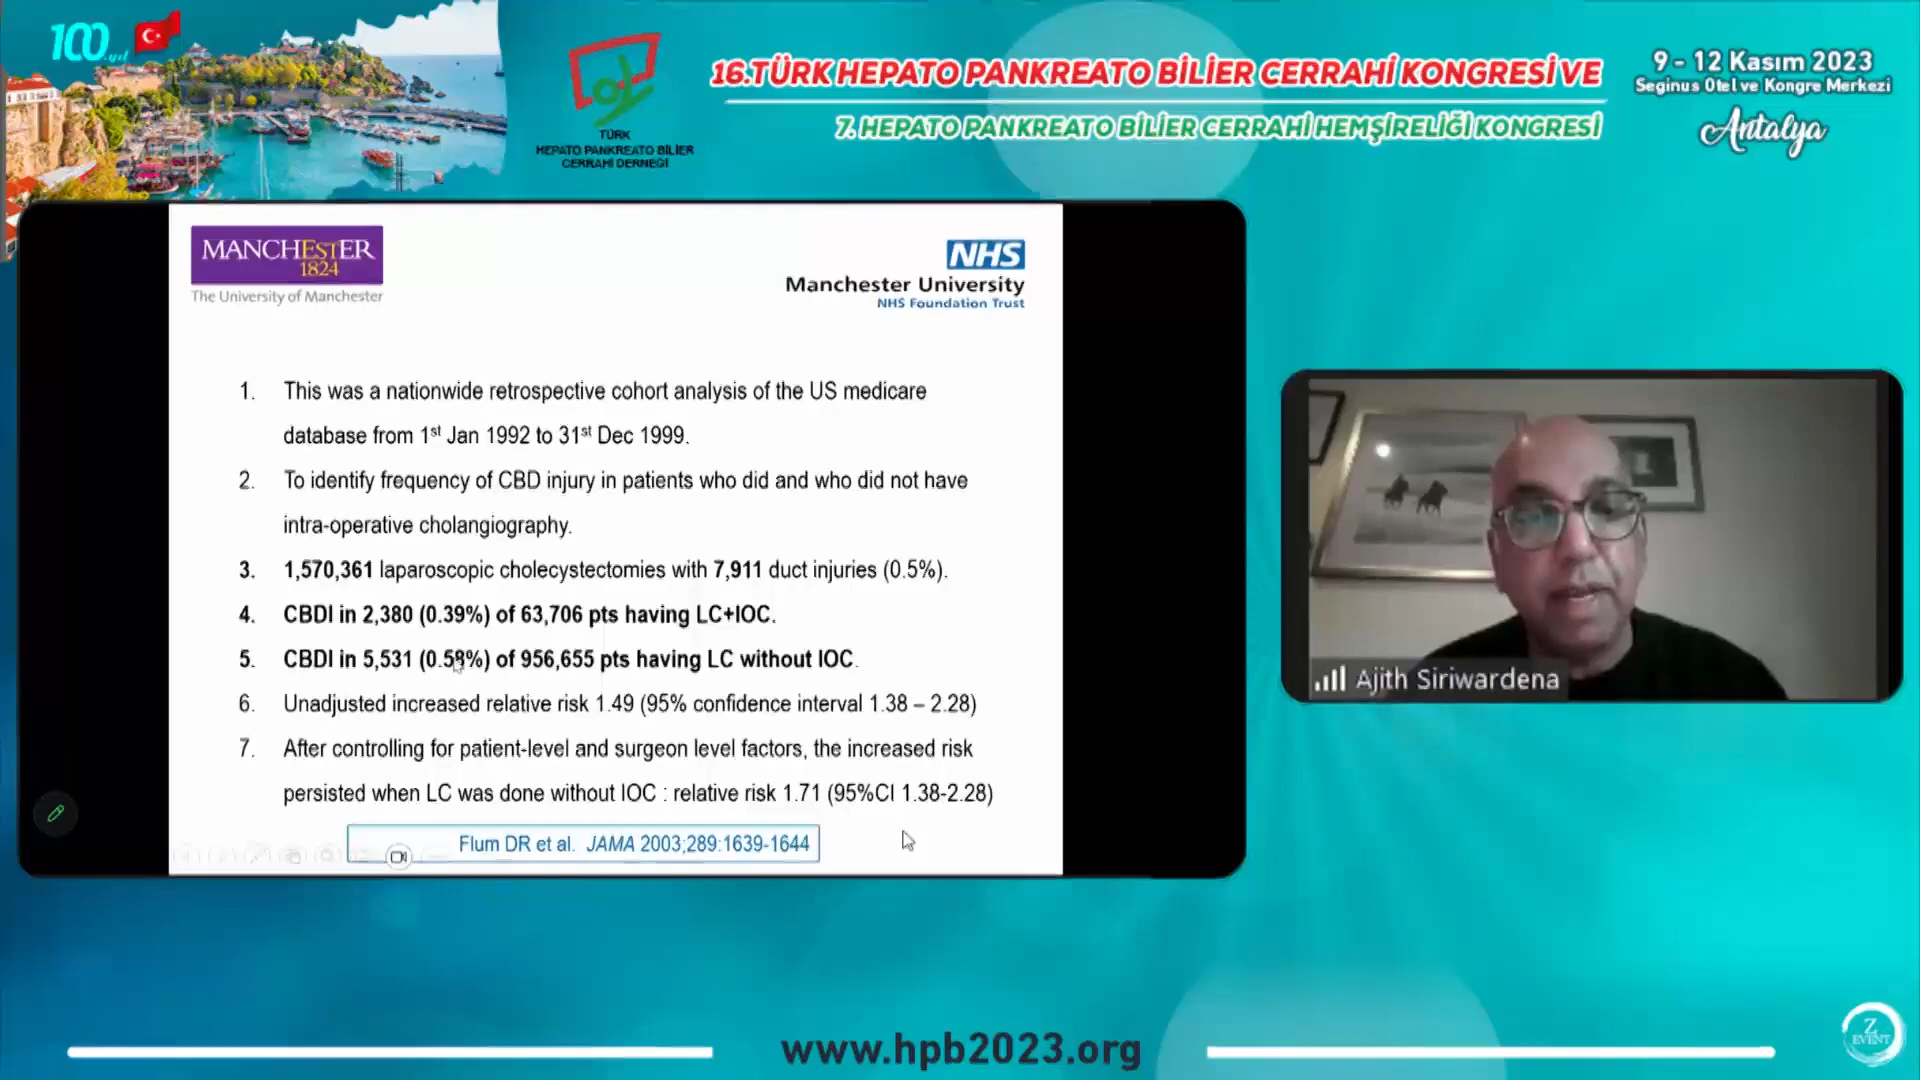 100.yıl
TÜRK
HEPATO PANKREATO BİLİER
CERRAHİ DERNEĞİ
16.TÜRK HEPATO PANKREATO BİLİER CERRAHİ KONGRESİ VE
7. HEPATO PANKREATO BİLİER CERRAHİ HEMŞİRELİĞİ KONGRESİ
9 - 12 Kasım 2023
Seginus Otel ve Kongre Merkezi
Antalya
MANCHESTER
1824
The University of Manchester
NHS
Manchester University
NHS Foundation Trust
1. This was a nationwide retrospective cohort analysis of the US medicare
database from 1st Jan 1992 to 31st Dec 1999.
2. To identify frequency of CBD injury in patients who did and who did not have
intra-operative cholangiography.
3. 1,570,361 laparoscopic cholecystectomies with 7,911 duct injuries (0.5%).
4. CBDI in 2,380 (0.39%) of 63,706 pts having LC+IOC.
5. CBDI in 5,531 (0.58%) of 956,655 pts having LC without IOC.
6. Unadjusted increased relative risk 1.49 (95% confidence interval 1.38 – 2.28)
7. After controlling for patient-level and surgeon level factors, the increased risk
persisted when LC was done without IOC : relative risk 1.71 (95%CI 1.38-2.28)
Flum DR et al. JAMA 2003;289:1639-1644
Ajith Siriwardena
www.hpb2023.org
Z
EVENT